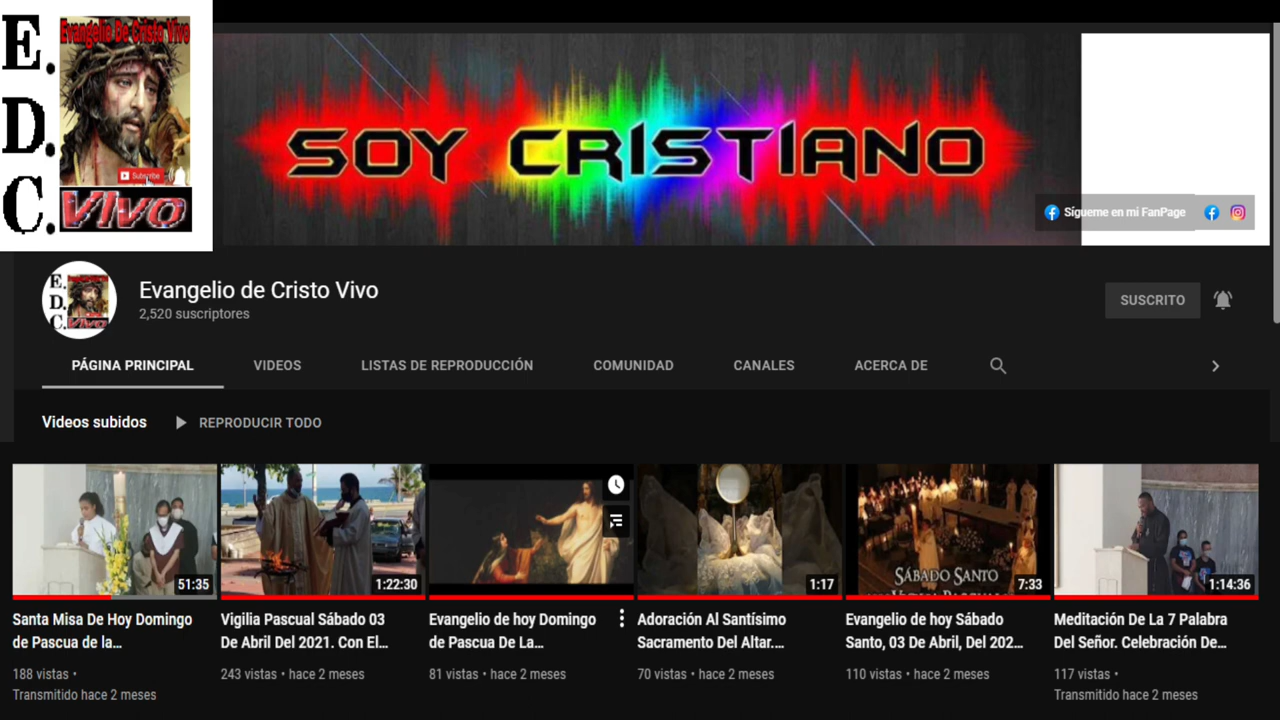 E.
D.
C.
Evangelio De Cristo Vivo
Subscribe
Vivo
SOY CRISTIANO
Sígueme en mi FanPage
E.
D.
C.
Vivo
Evangelio de Cristo Vivo
2,520 suscriptores
SUSCRITO
PÁGINA PRINCIPAL
VIDEOS
LISTAS DE REPRODUCCIÓN
COMUNIDAD
CANALES
ACERCA DE
Videos subidos
REPRODUCIR TODO
51:35
Santa Misa De Hoy Domingo
de Pascua de la...
188 vistas •
Transmitido hace 2 meses
1:22:30
Vigilia Pascual Sábado 03
De Abril Del 2021. Con El...
243 vistas • hace 2 meses
Evangelio de hoy Domingo
de Pascua De La...
81 vistas • hace 2 meses
1:17
Adoración Al Santísimo
Sacramento Del Altar....
70 vistas • hace 2 meses
SÁBADO SANTO
7:33
Evangelio de hoy Sábado
Santo, 03 De Abril, Del 202...
110 vistas • hace 2 meses
1:14:36
Meditación De La 7 Palabra
Del Señor. Celebración De...
117 vistas •
Transmitido hace 2 meses